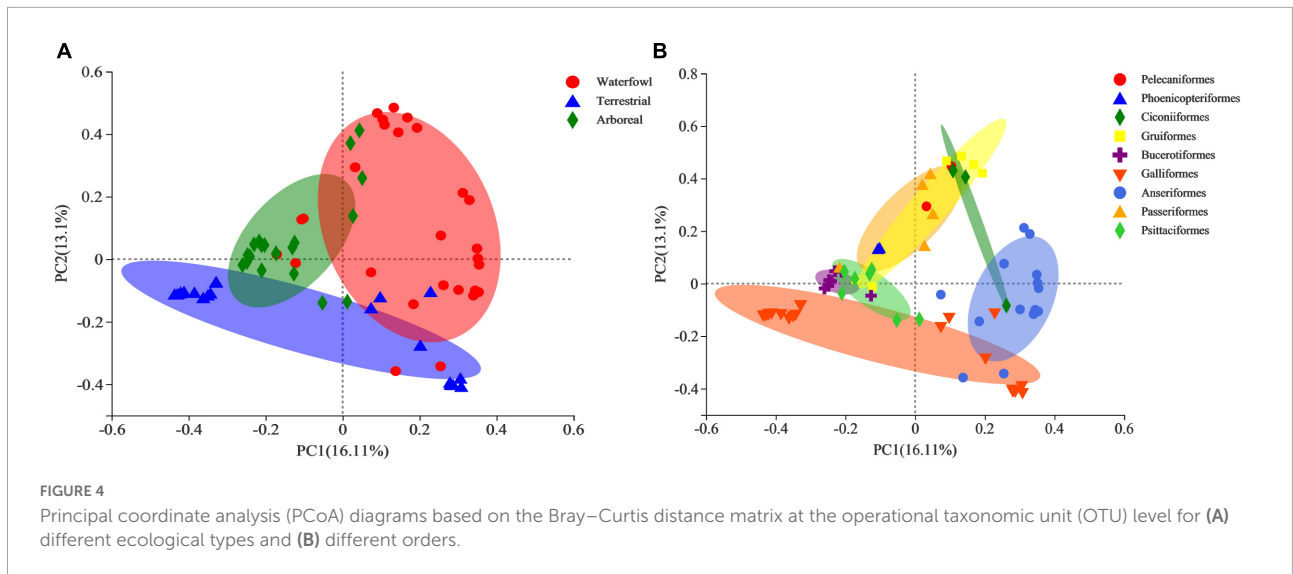 A
0.6
0.4
0.2
0
-0.2
-0.4
-0.6
-0.4
-0.2
0
0.2
0.4
0.6
PC2(13.1%)
PC1(16.11%)
Waterfowl
Terrestrial
Arboreal
B
0.8
0.6
0.4
0.2
0
-0.2
-0.4
-0.6
-0.4
-0.2
0
0.2
0.4
0.6
PC2(13.1%)
PC1(16.11%)
Pelecaniformes
Phoenicopteriformes
Ciconiiformes
Gruiformes
Bucerotiformes
Galliformes
Anseriformes
Passeriformes
Psittaciformes
FIGURE 4
Principal coordinate analysis (PCoA) diagrams based on the Bray–Curtis distance matrix at the operational taxonomic unit (OTU) level for (A)
different ecological types and (B) different orders.